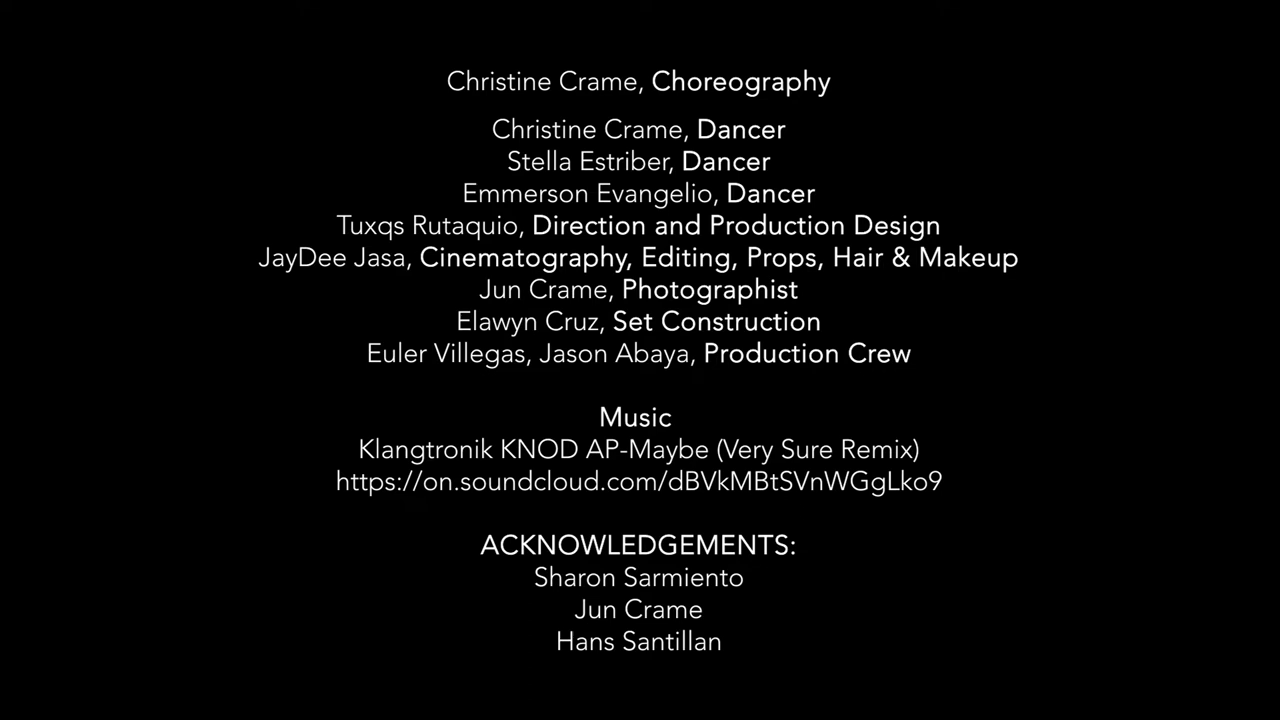 Christine Crame, Choreography
Christine Crame, Dancer
Stella Estriber, Dancer
Emmerson Evangelio, Dancer
Tuxqs Rutaquio, Direction and Production Design
JayDee Jasa, Cinematography, Editing, Props, Hair & Makeup
Jun Crame, Photographist
Elawyn Cruz, Set Construction
Euler Villegas, Jason Abaya, Production Crew
Music
Klangtronik KNOD AP-Maybe (Very Sure Remix)
https://on.soundcloud.com/dBVkMBtSVnWGgLko9
ACKNOWLEDGEMENTS:
Sharon Sarmiento
Jun Crame
Hans Santillan